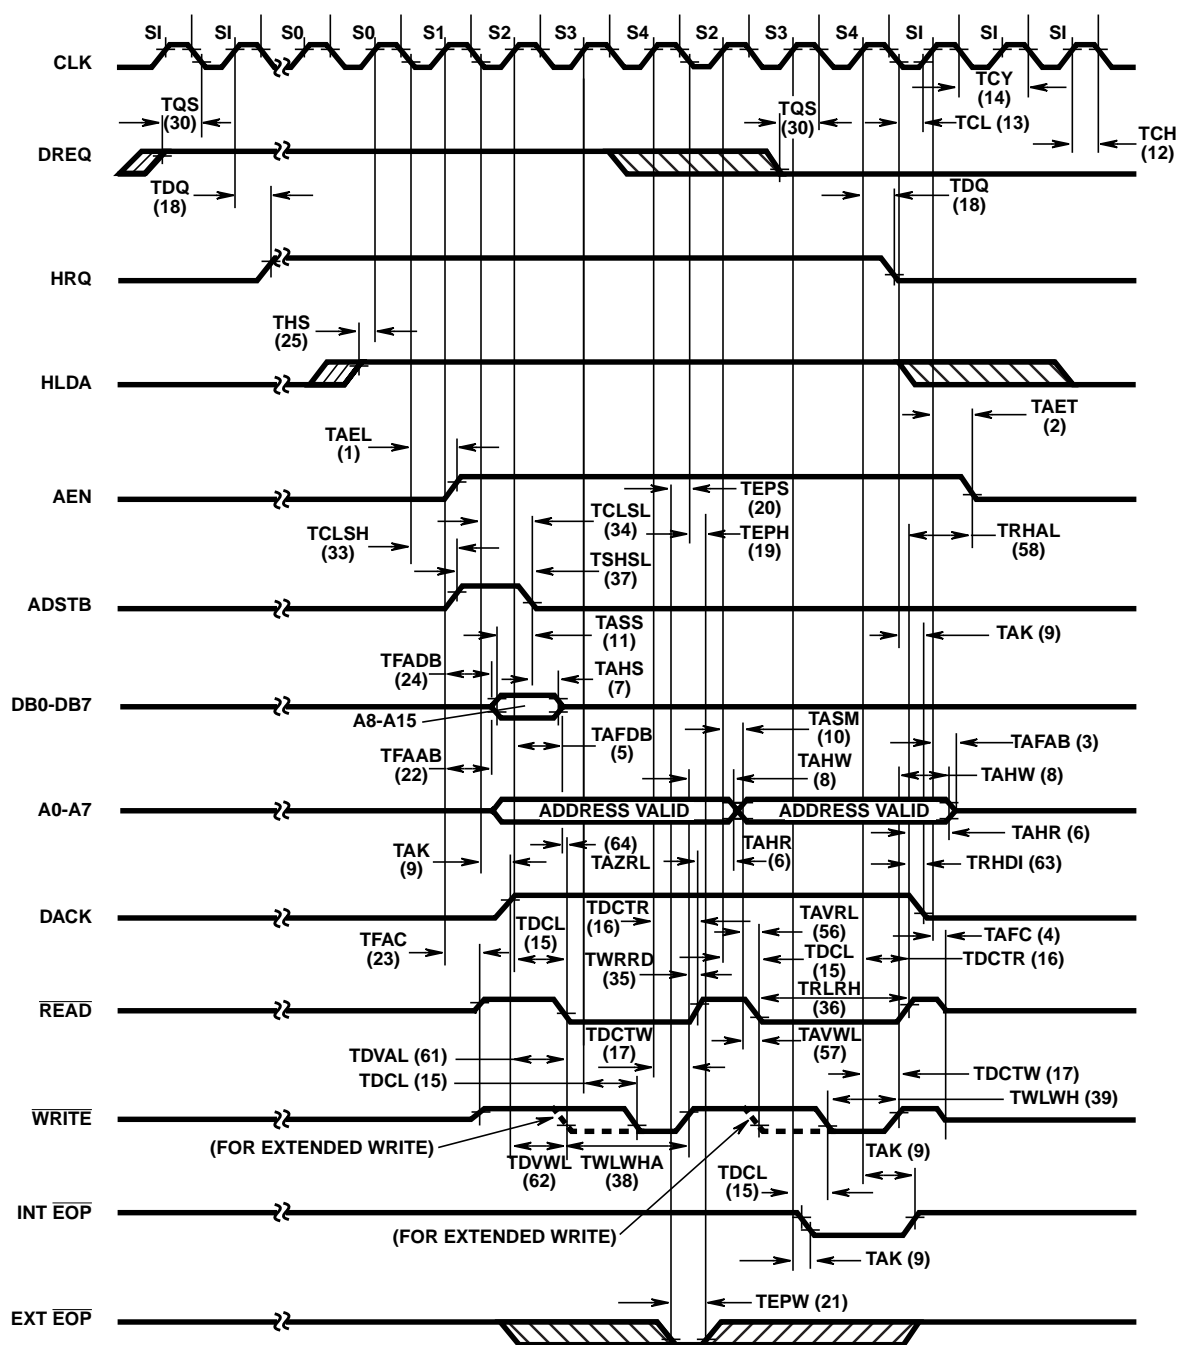 SI SI S0 S0 S1 S2 S3 S4 S2 S3 S4 SI SI SI
CLK
TCY
(14)
TQS
(30)
TQS
(30)
TCL (13)
TCH
(12)
DREQ
TDQ
(18)
TDQ
(18)
HRQ
THS
(25)
HLDA
TAET
(2)
TAEL
(1)
AEN
TEPS
(20)
TCLSL
(34)
TEPH
(19)
TCLSH
(33)
TRHAL
(58)
TSHSL
(37)
ADSTB
TASS
(11)
TAK (9)
TFADB
(24)
TAHS
(7)
DB0-DB7
A8-A15
TASM
(10)
TAFDB
(5)
TAFAB (3)
TFAAB
(22)
TAHW
(8)
TAHW (8)
A0-A7
ADDRESS VALID ADDRESS VALID
TAHR (6)
(64)
TAZRL
TAHR
(6)
TAK
(9)
TRHDI (63)
DACK
TDCTR
(16)
TAVRL
(56)
TDCL
(15)
TFAC
(23)
TAFC (4)
TDCL
(15)
TDCTR (16)
TWRRD
(35)
TRLRH
(36)
READ
TDCTW
(17)
TAVWL
(57)
TDVAL (61)
TDCL (15)
TDCTW (17)
TWLWH (39)
WRITE
(FOR EXTENDED WRITE)
TDVWL
(62)
TWLWHA
(38)
TAK (9)
TDCL
(15)
INT EOP
(FOR EXTENDED WRITE)
TAK (9)
TEPW (21)
EXT EOP